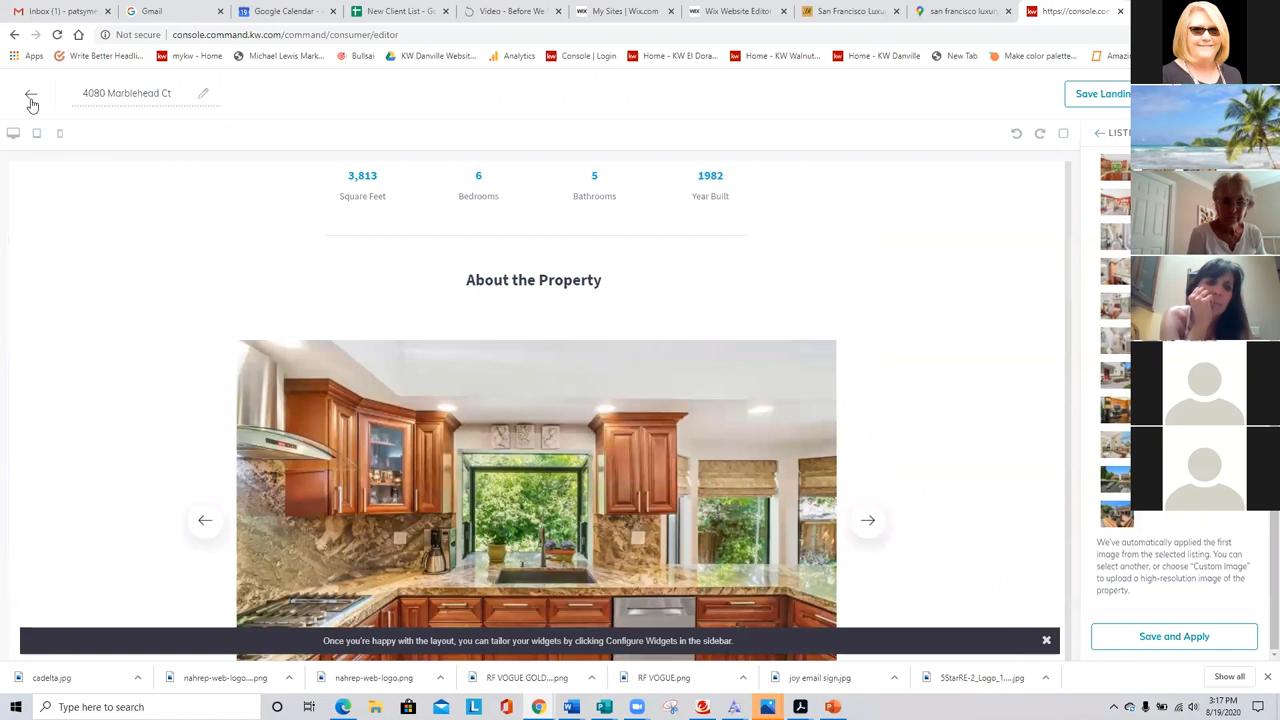 Inbox (1) - patsyme
Gmail
Google Calendar -
New Client List - G
Video - Before We
My Sites | Wix.com
Wix Website Editor
San Francisco Luxu
san francisco luxury
https://console.com
Not secure
console.command.kw.com/command/consumer/editor
Apps
Write Better Headli...
mykw - Home
Michael Lewis Mark...
Bullsai
KW Danville Websit...
Analytics
Console | Login
Home - KW El Dora...
Home - KW Walnut...
Home - KW Danville
New Tab
Make color palette...
Amazin
4080 Marblehead Ct
Save Landin
LISTI
3,813
6
5
1982
Square Feet
Bedrooms
Bathrooms
Year Built
About the Property
We've automatically applied the first
image from the selected listing. You can
select another, or choose "Custom Image"
to upload a high-resolution image of the
property.
Once you're happy with the layout, you can tailor your widgets by clicking Configure Widgets in the sidebar.
Save and Apply
cadelta.jpg
nahrep-web-logo....png
nahrep-web-logo.png
RF VOGUE GOLD....png
RF VOGUE.png
joy email sign.jpg
5StarRE-2_Logo_1....jpg
Show all
Type here to search
3:17 PM
8/19/2020